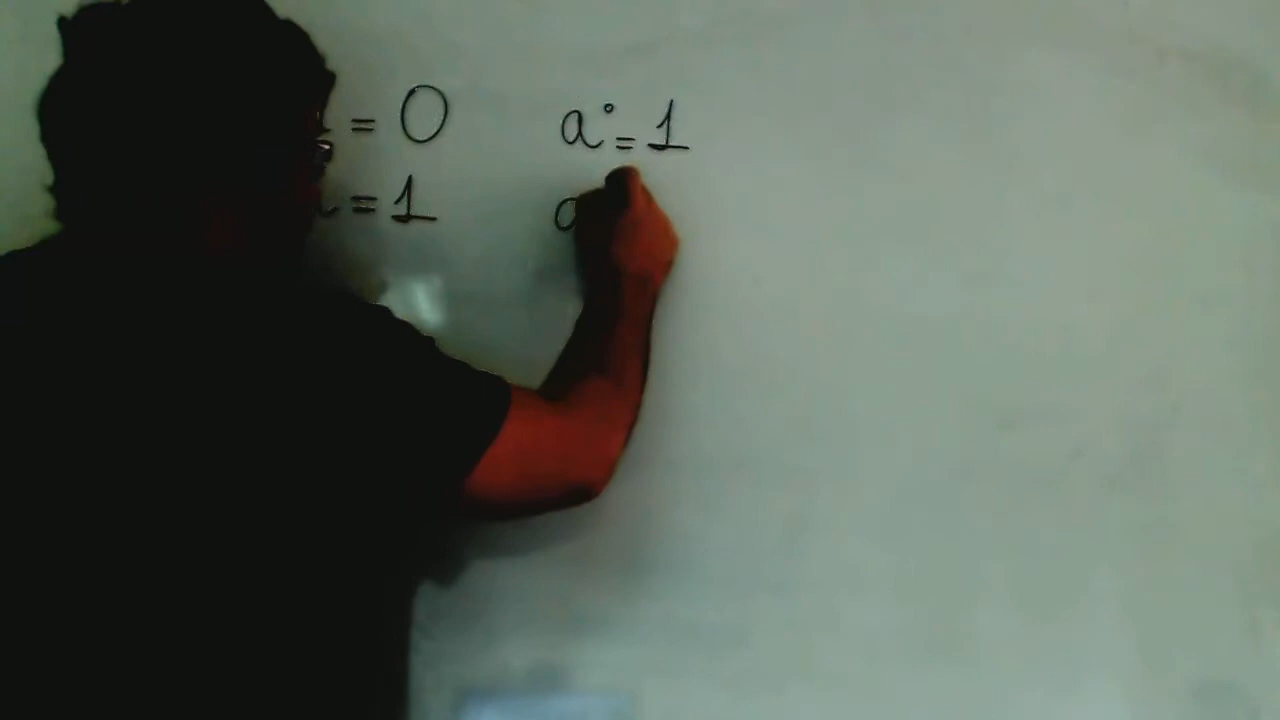 = 0 a° = 1
= 1 a